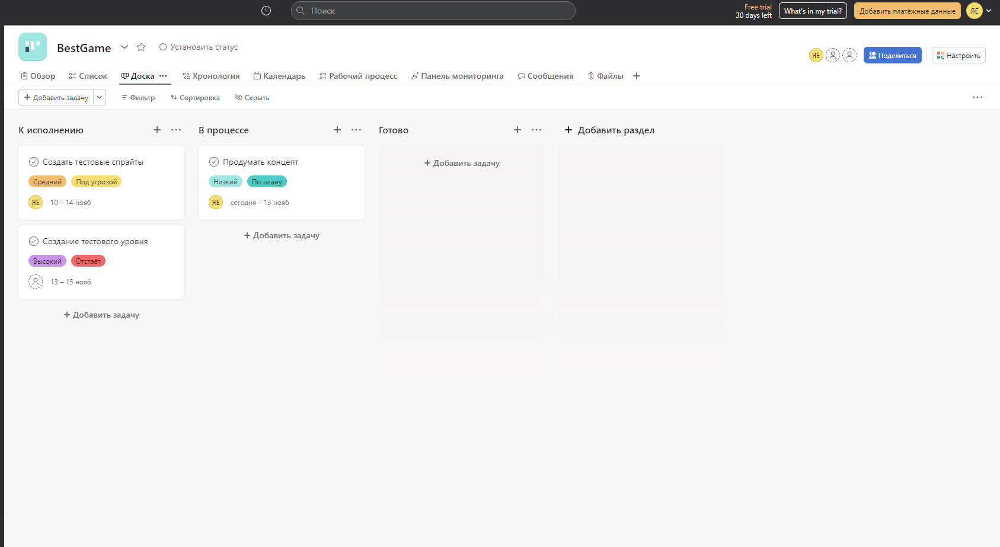 Поиск
Free trial
30 days left
What's in my trial?
Добавить платёжные данные
ЯЕ
BestGame
Установить статус
ЯЕ
Поделиться
Настроить
Обзор
Список
Доска
Хронология
Календарь
Рабочий процесс
Панель мониторинга
Сообщения
Файлы
Добавить задачу
Фильтр
Сортировка
Скрыть
К исполнению
Создать тестовые спрайты
Средний
Под угрозой
ЯЕ
10 – 14 нояб
Создание тестового уровня
Высокий
Отстаёт
13 – 15 нояб
+ Добавить задачу
В процессе
Продумать концепт
Низкий
По плану
ЯЕ
сегодня – 13 нояб
+ Добавить задачу
Готово
+ Добавить задачу
+ Добавить раздел